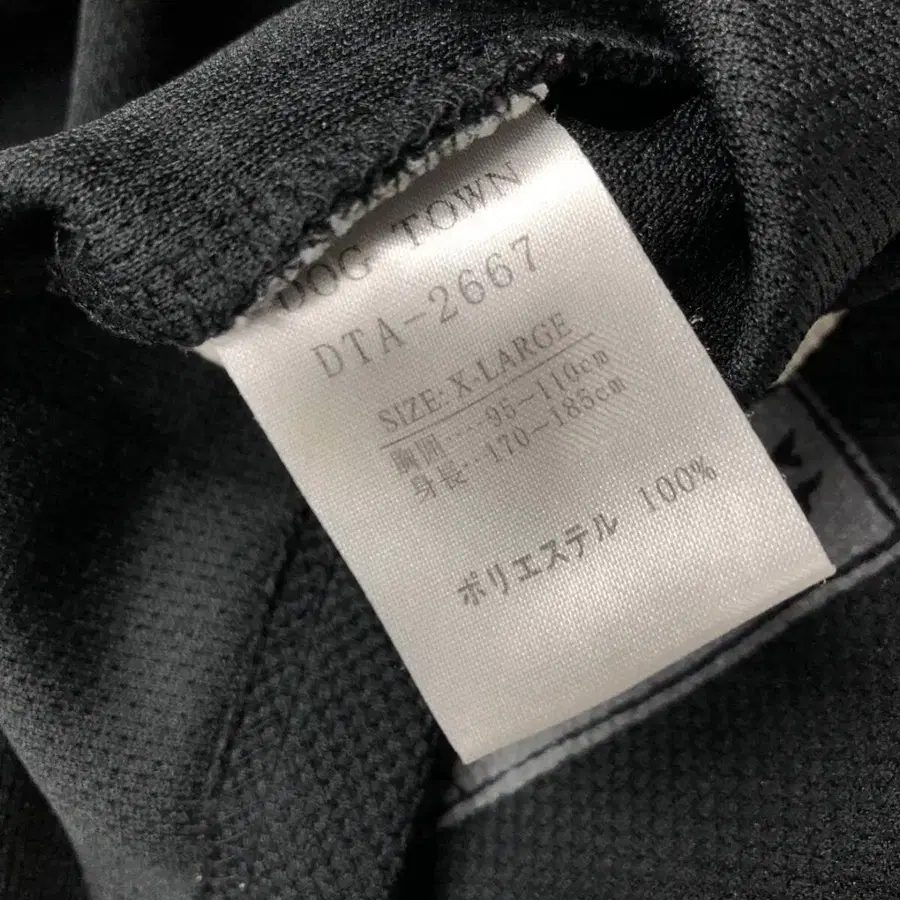 DOG TOWN
DTA-2667
SIZE: X-LARGE
胸囲‥‥95～110cm
身長‥170～185cm
ポリエステル 100%